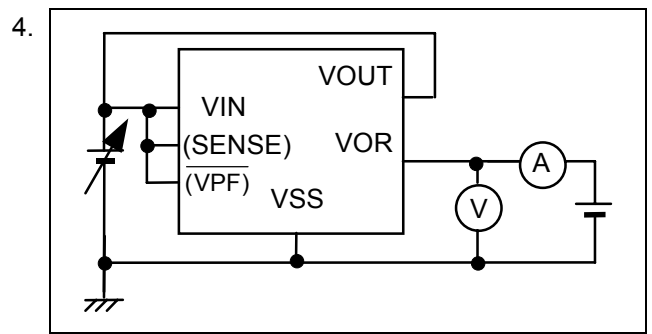 4.
VOUT
VIN
(SENSE)
VOR
A
(VPF)
V
VSS